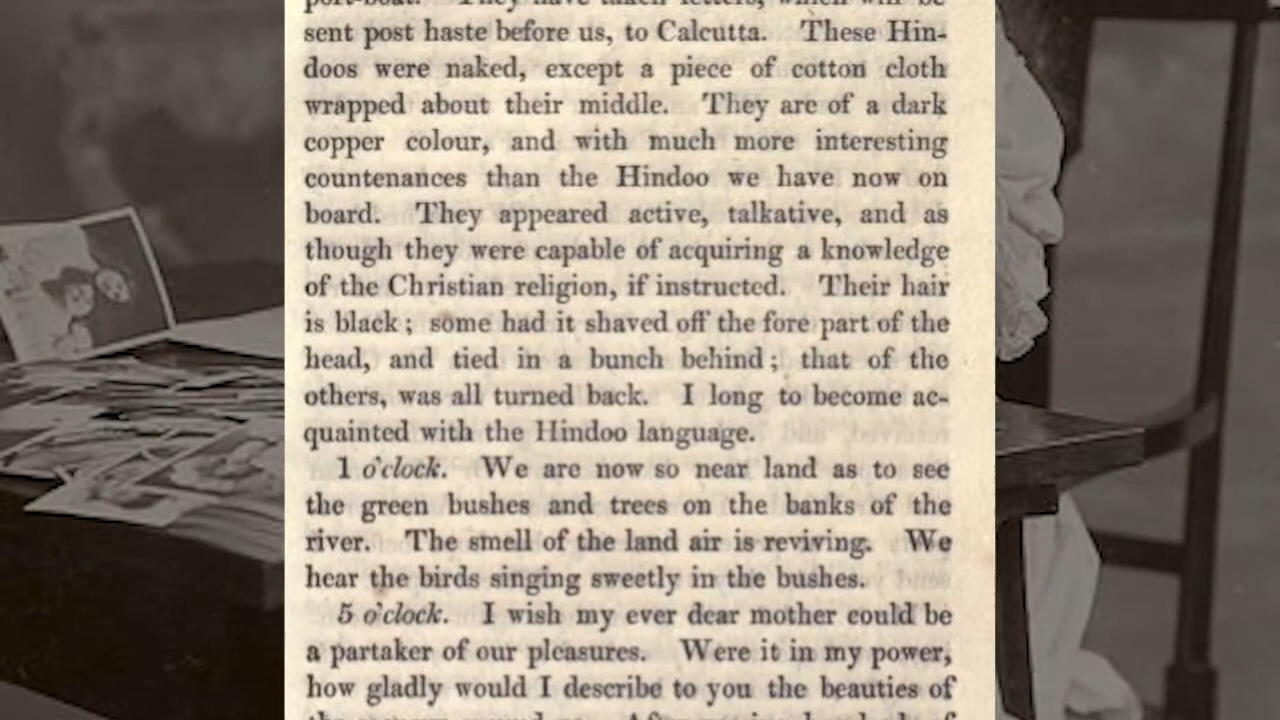 port-boat. They have taken letters, which will be
sent post haste before us, to Calcutta. These Hin-
doos were naked, except a piece of cotton cloth
wrapped about their middle. They are of a dark
copper colour, and with much more interesting
countenances than the Hindoo we have now on
board. They appeared active, talkative, and as
though they were capable of acquiring a knowledge
of the Christian religion, if instructed. Their hair
is black; some had it shaved off the fore part of the
head, and tied in a bunch behind; that of the
others, was all turned back. I long to become ac-
quainted with the Hindoo language.
1 o'clock. We are now so near land as to see
the green bushes and trees on the banks of the
river. The smell of the land air is reviving. We
hear the birds singing sweetly in the bushes.
5 o'clock. I wish my ever dear mother could be
a partaker of our pleasures. Were it in my power,
how gladly would I describe to you the beauties of